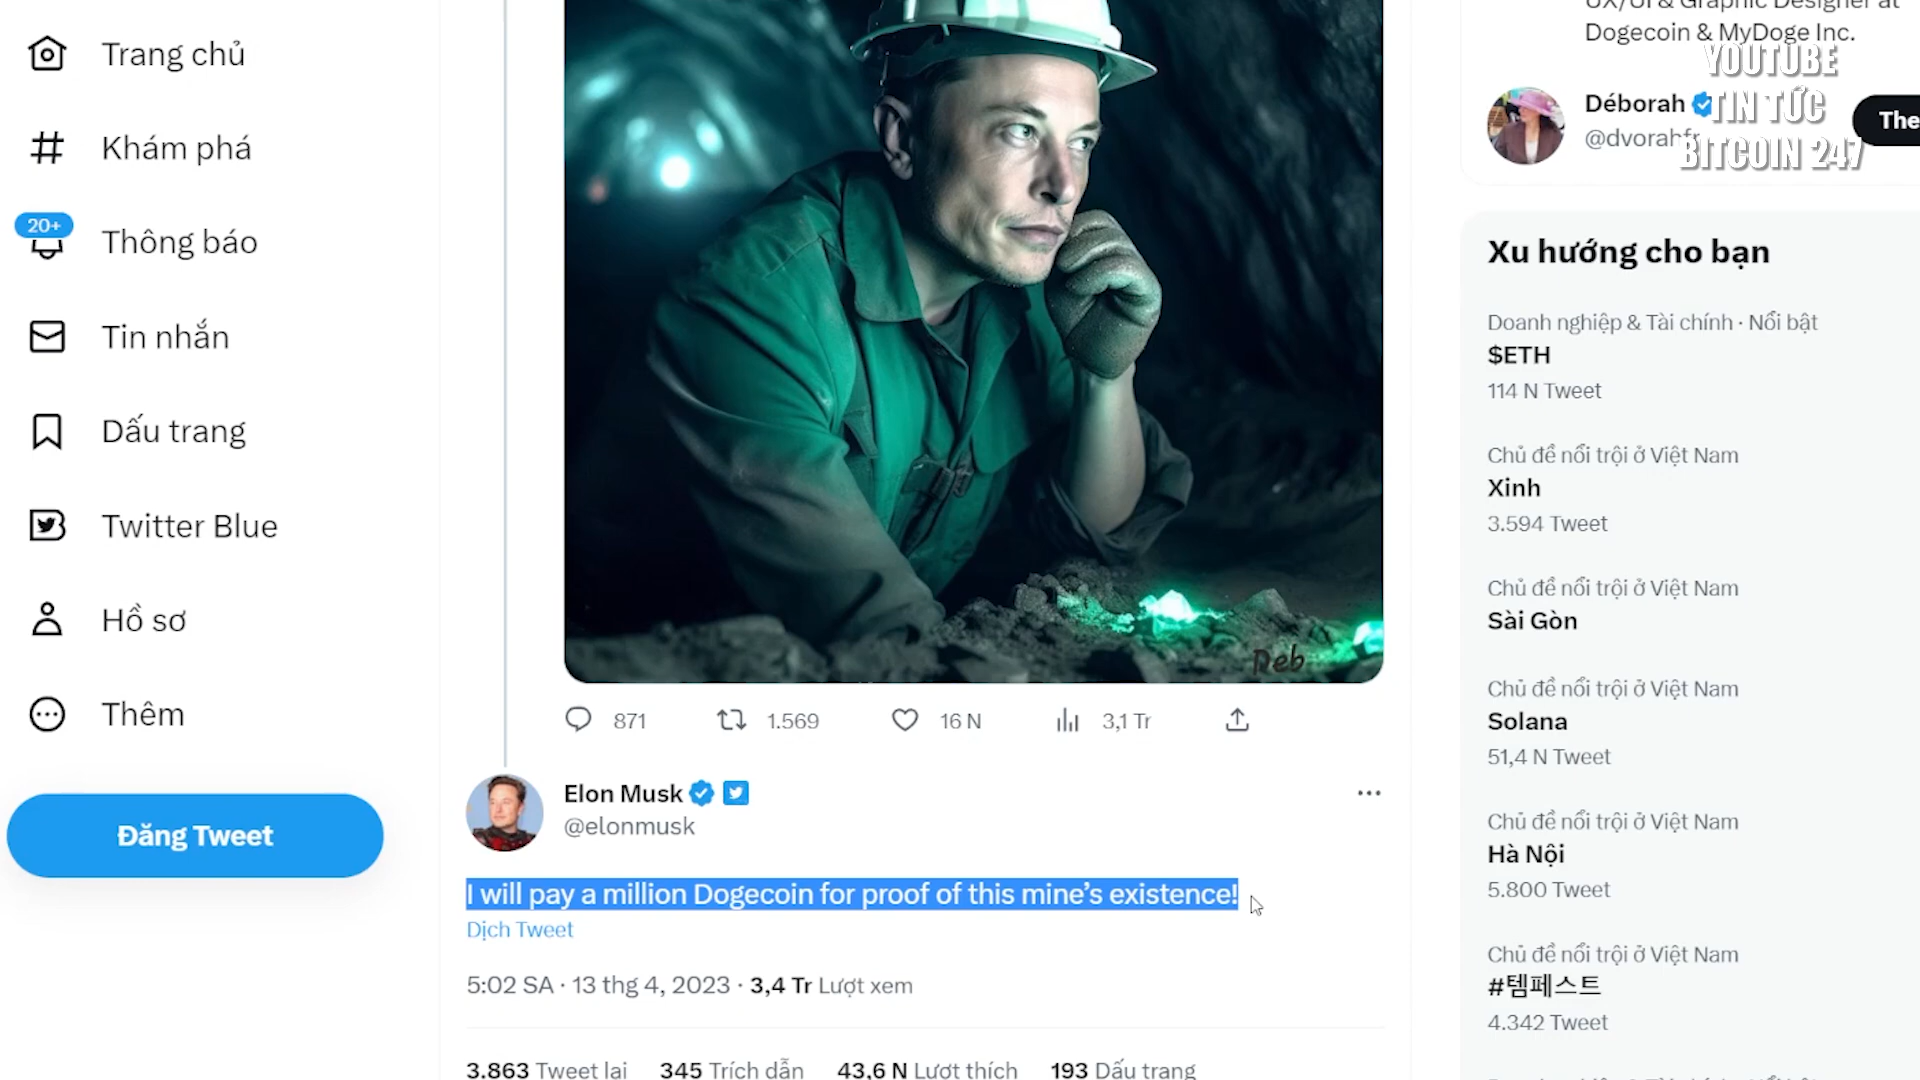 Trang chủ
Khám phá
20+
Thông báo
Tin nhắn
Dấu trang
Twitter Blue
Hồ sơ
Thêm
Đăng Tweet
Deb
871
1.569
16 N
3,1 Tr
Elon Musk
@elonmusk
I will pay a million Dogecoin for proof of this mine’s existence!
Dịch Tweet
5:02 SA · 13 thg 4, 2023 · 3,4 Tr Lượt xem
3.863 Tweet lại 345 Trích dẫn 43,6 N Lượt thích 193 Dấu trang
UX/UI & Graphic Designer at
Dogecoin & MyDoge Inc.
YOUTUBE
TIN TỨC
BITCOIN 247
Déborah
@dvorahfr
The
Xu hướng cho bạn
Doanh nghiệp & Tài chính · Nổi bật
$ETH
114 N Tweet
Chủ đề nổi trội ở Việt Nam
Xinh
3.594 Tweet
Chủ đề nổi trội ở Việt Nam
Sài Gòn
Chủ đề nổi trội ở Việt Nam
Solana
51,4 N Tweet
Chủ đề nổi trội ở Việt Nam
Hà Nội
5.800 Tweet
Chủ đề nổi trội ở Việt Nam
#템페스트
4.342 Tweet